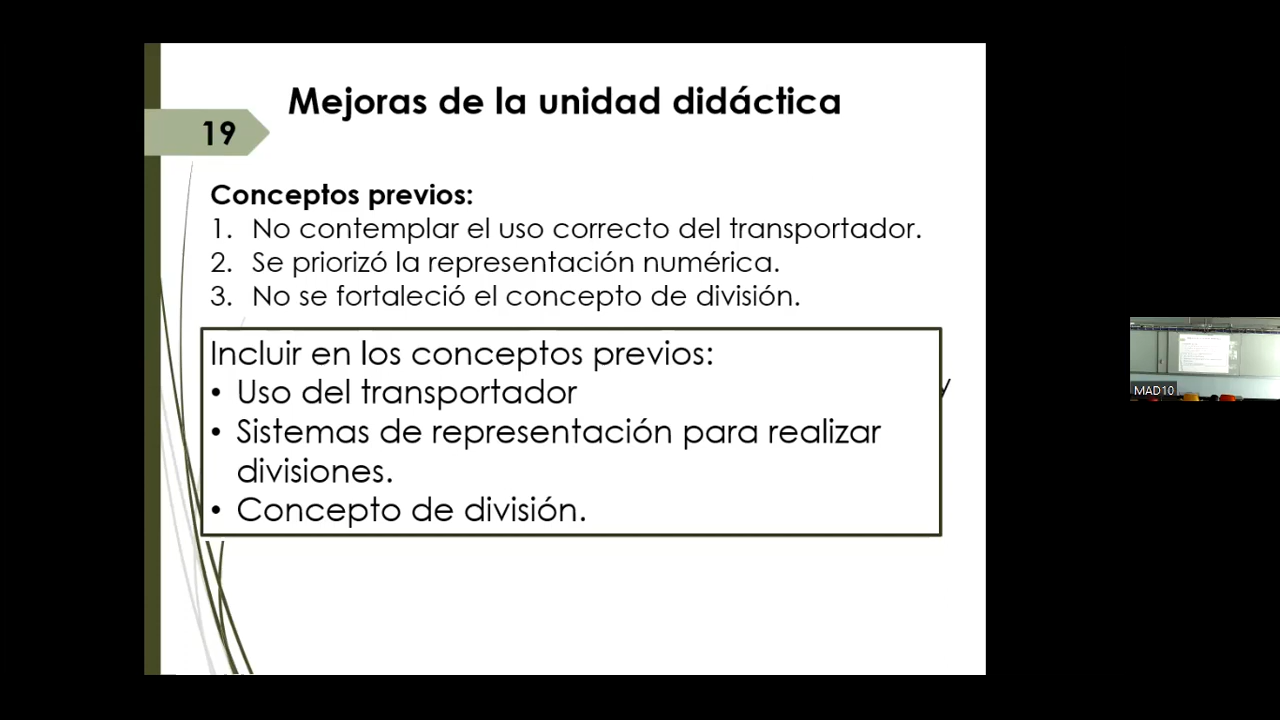 Mejoras de la unidad didáctica
19
Conceptos previos:
1. No contemplar el uso correcto del transportador.
2. Se priorizó la representación numérica.
3. No se fortaleció el concepto de división.
Incluir en los conceptos previos:
• Uso del transportador
y
• Sistemas de representación para realizar
divisiones.
• Concepto de división.
MAD10